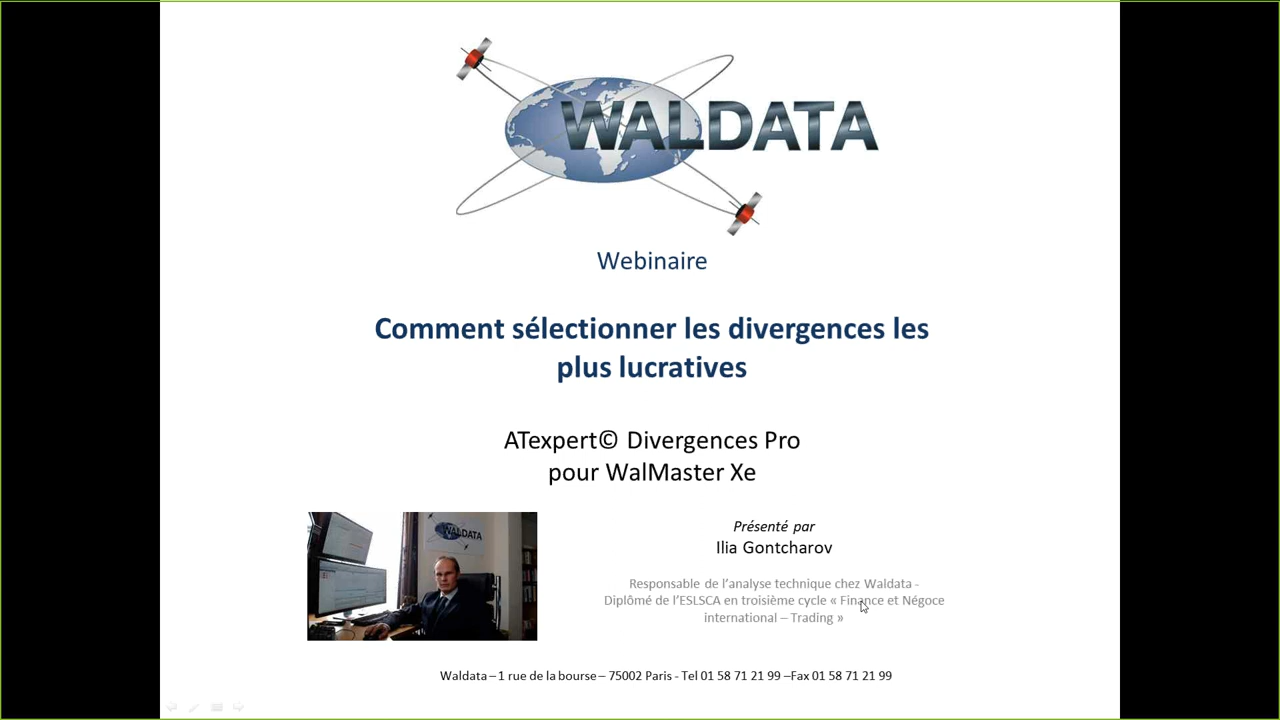 WALDATA
Webinaire
Comment sélectionner les divergences les
plus lucratives
ATexpert© Divergences Pro
pour WalMaster Xe
WALDATA
Présenté par
Ilia Gontcharov
Responsable de l'analyse technique chez Waldata -
Diplômé de l'ESLSCA en troisième cycle « Finance et Négoce
international – Trading »
Waldata – 1 rue de la bourse – 75002 Paris - Tel 01 58 71 21 99 –Fax 01 58 71 21 99